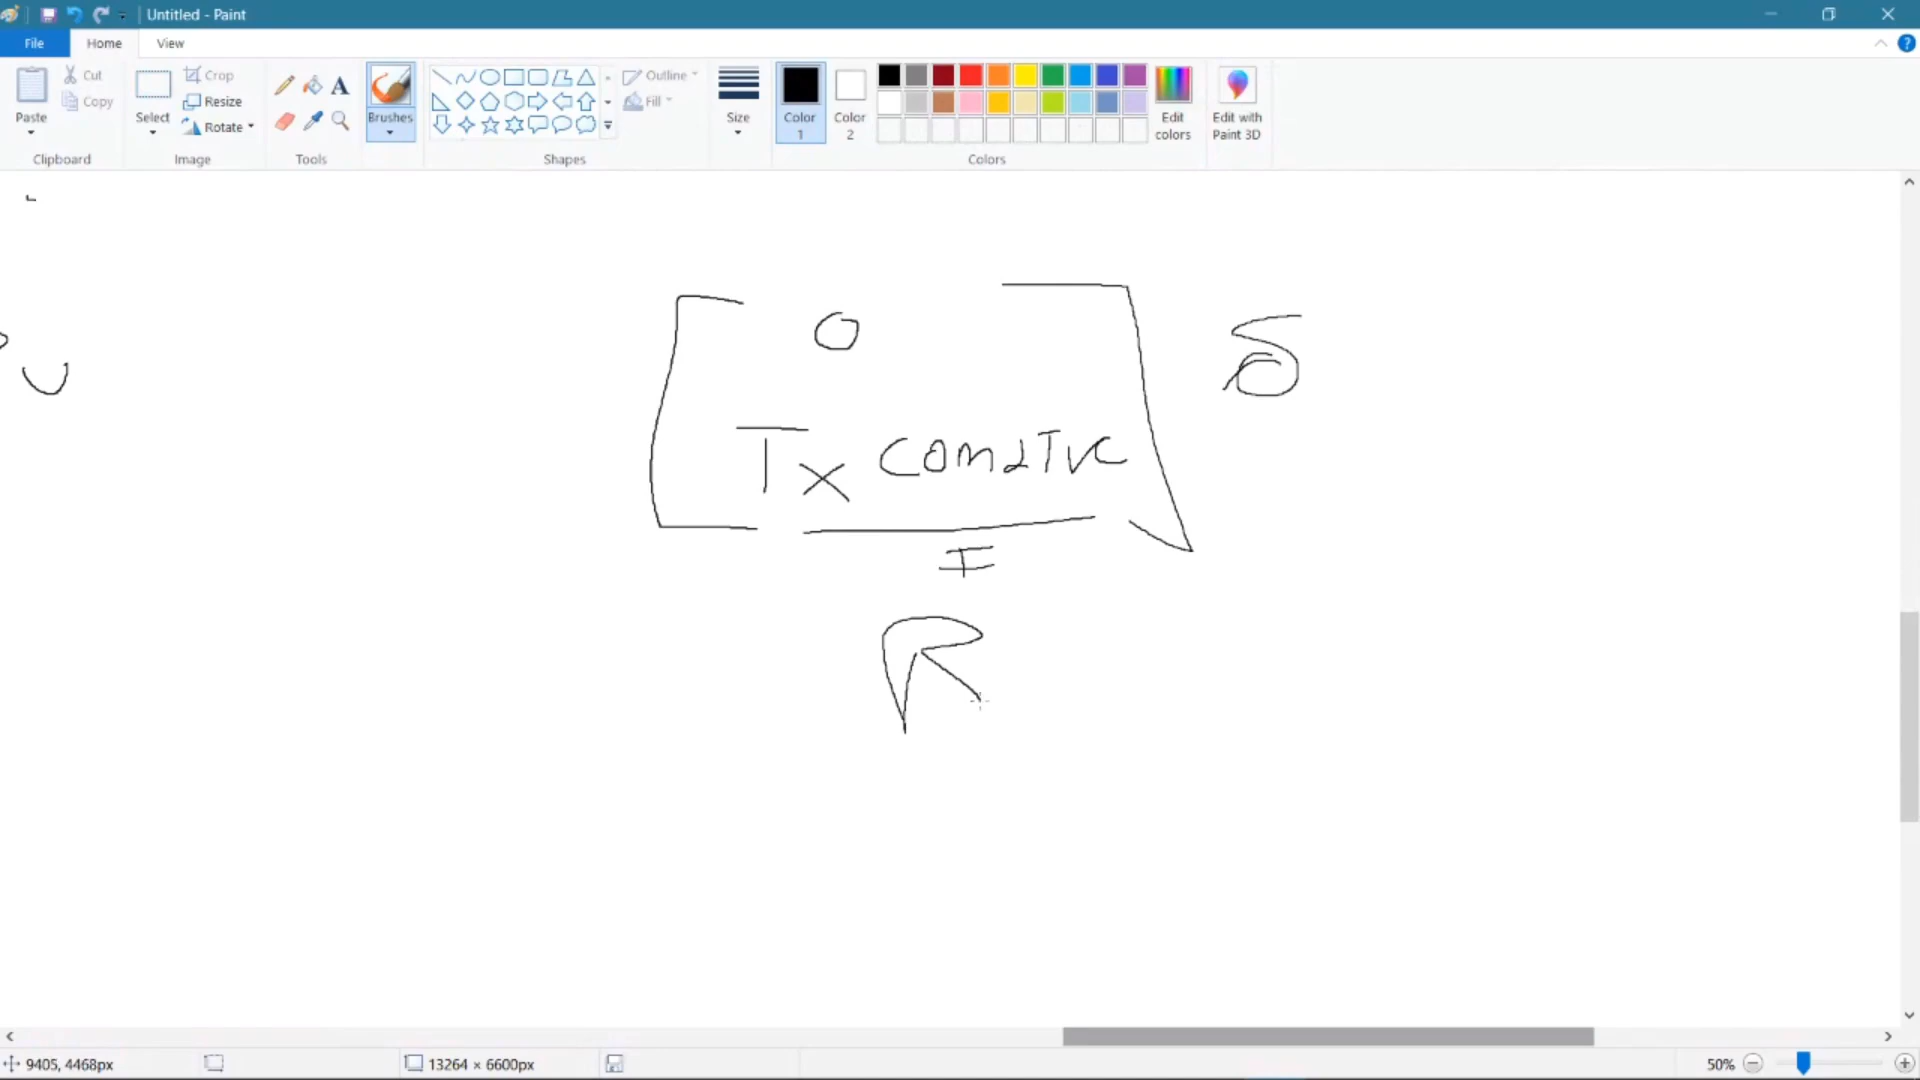 Untitled - Paint
File Home View
Paste
Cut
Copy
Clipboard
Select
Crop
Resize
Rotate
Image
Tools
Brushes
Shapes
Outline
Fill
Size
Color 1
Color 2
Edit colors
Colors
Edit with Paint 3D
O
Tx
I
R
9405, 4468px
13264 × 6600px
50%